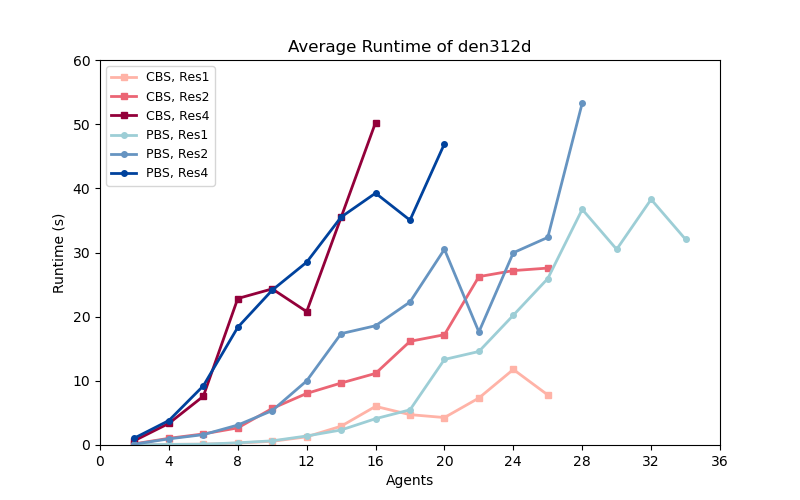 Average Runtime of den312d
60
50
40
30
20
10
0
Runtime (s)
CBS, Res1
CBS, Res2
CBS, Res4
PBS, Res1
PBS, Res2
PBS, Res4
0 4 8 12 16 20 24 28 32 36
Agents